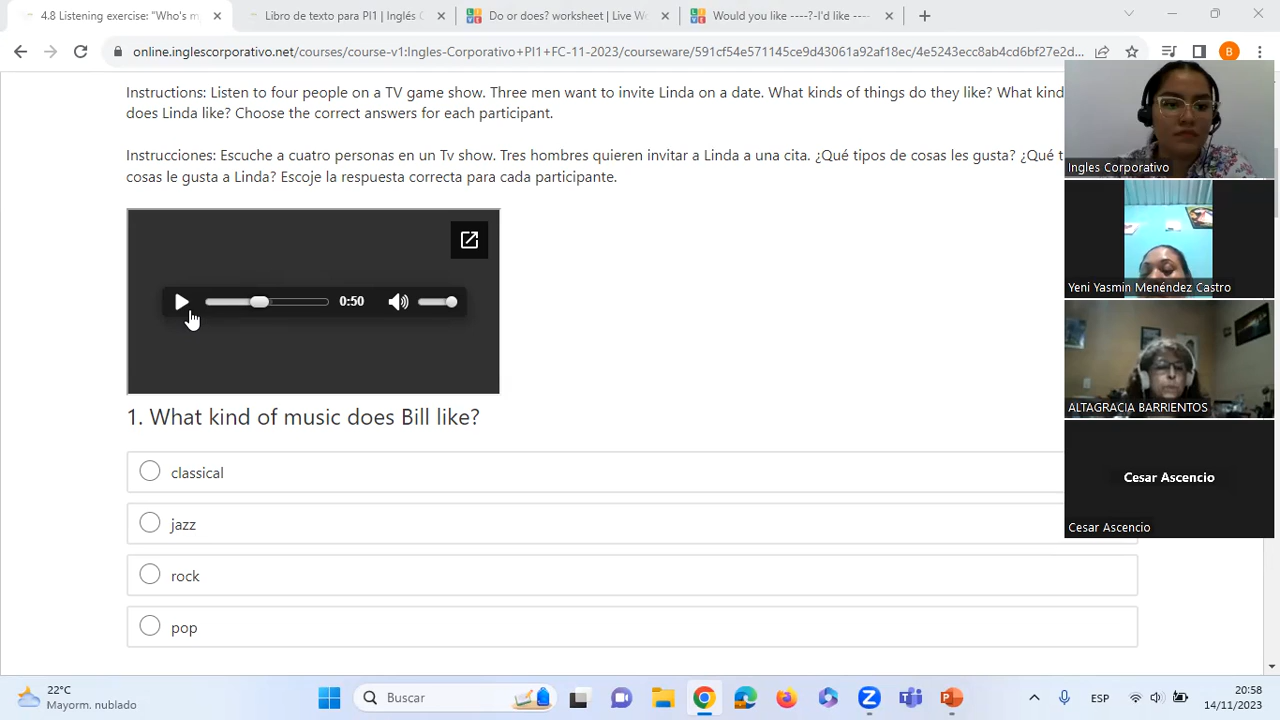 4.8 Listening exercise: "Who's m
Libro de texto para PI1 | Inglés C
Do or does? worksheet | Live We
Would you like ----?-I'd like ----
online.inglescorporativo.net/courses/course-v1:Ingles-Corporativo+PI1+FC-11-2023/courseware/591cf54e571145ce9d43061a92af18ec/4e5243ecc8ab4cd6bf27e2d...
B
Instructions: Listen to four people on a TV game show. Three men want to invite Linda on a date. What kinds of things do they like? What kind
does Linda like? Choose the correct answers for each participant.
Instrucciones: Escuche a cuatro personas en un Tv show. Tres hombres quieren invitar a Linda a una cita. ¿Qué tipos de cosas les gusta? ¿Qué t
cosas le gusta a Linda? Escoje la respuesta correcta para cada participante.
0:50
1. What kind of music does Bill like?
classical
jazz
rock
pop
Ingles Corporativo
Yeni Yasmin Menéndez Castro
ALTAGRACIA BARRIENTOS
Cesar Ascencio
Cesar Ascencio
22°C
Mayorm. nublado
Buscar
ESP
20:58
14/11/2023